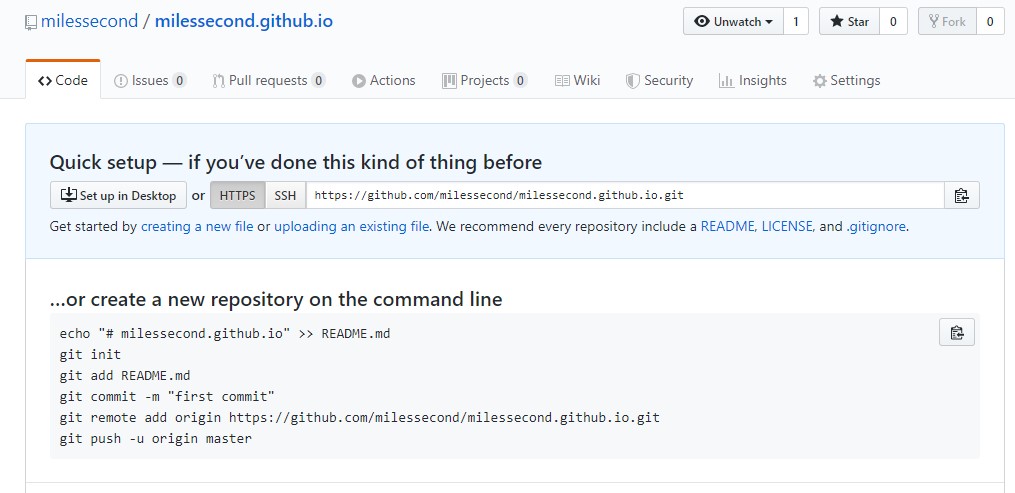 milessecond / milessecond.github.io
Unwatch 1 Star 0 Fork 0
Code Issues 0 Pull requests 0 Actions Projects 0 Wiki Security Insights Settings
Quick setup — if you’ve done this kind of thing before
Set up in Desktop or HTTPS SSH https://github.com/milessecond/milessecond.github.io.git
Get started by creating a new file or uploading an existing file. We recommend every repository include a README, LICENSE, and .gitignore.
…or create a new repository on the command line
echo "# milessecond.github.io" >> README.md
git init
git add README.md
git commit -m "first commit"
git remote add origin https://github.com/milessecond/milessecond.github.io.git
git push -u origin master